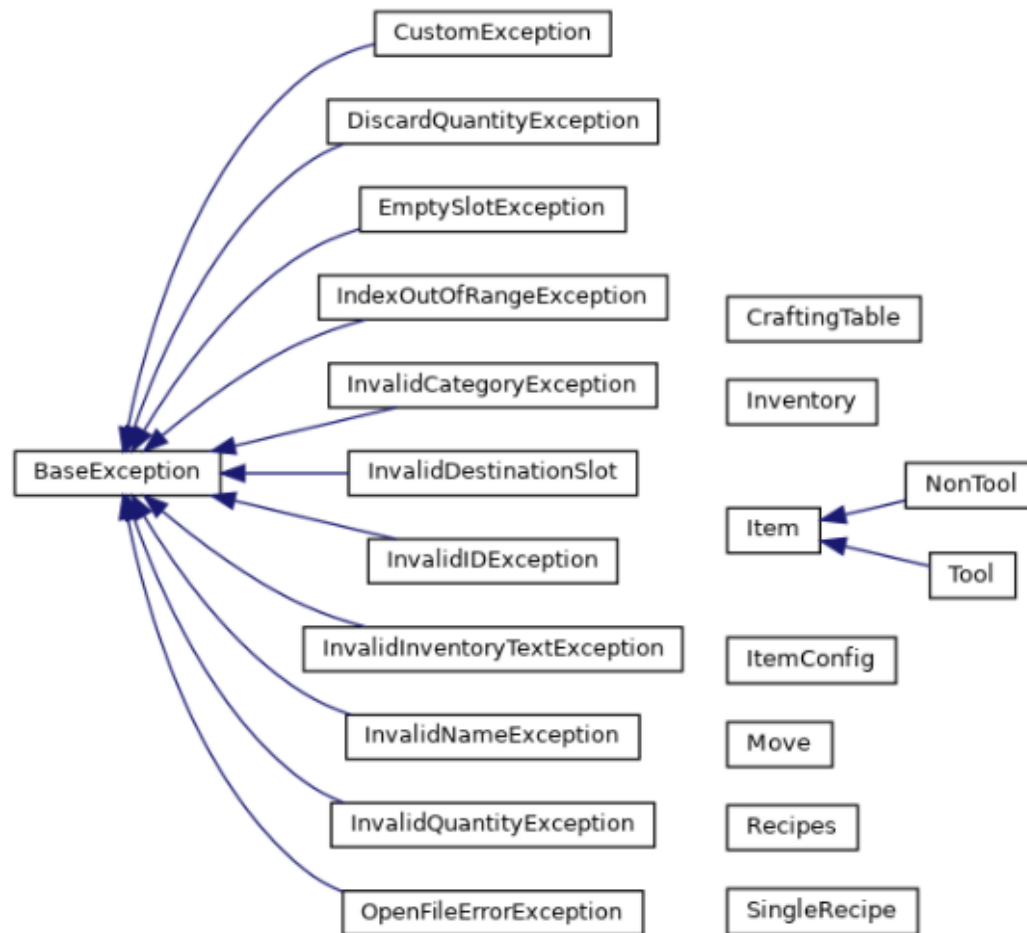 CustomException
DiscardQuantityException
EmptySlotException
IndexOutOfRangeException
InvalidCategoryException
BaseException
InvalidDestinationSlot
InvalidIDException
InvalidInventoryTextException
InvalidNameException
InvalidQuantityException
OpenFileErrorException
CraftingTable
Inventory
Item
NonTool
Tool
ItemConfig
Move
Recipes
SingleRecipe